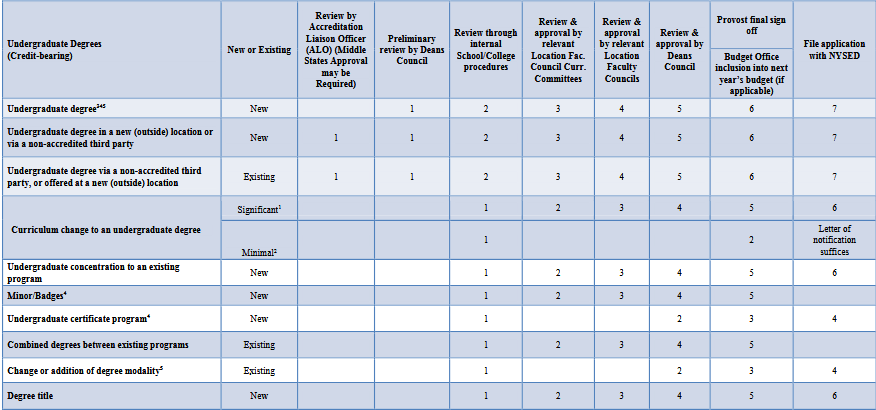 Undergraduate Degrees
(Credit-bearing)
New or Existing
Review by
Accreditation
Liaison Officer
(ALO) (Middle
States Approval
may be
Required)
Preliminary
review by Deans
Council
Review through
internal
School/College
procedures
Review &
approval by
relevant
Location Fac.
Council Curr.
Committees
Review &
approval
by relevant
Location
Faculty
Councils
Review &
approval by
Deans
Council
Provost final sign
off
Budget Office
inclusion into next
year's budget (if
applicable)
File application
with NYSED
Undergraduate degree²⁴⁵ New 1 2 3 4 5 6 7
Undergraduate degree in a new (outside) location or
via a non-accredited third party New 1 1 2 3 4 5 6 7
Undergraduate degree via a non-accredited third
party, or offered at a new (outside) location Existing 1 1 2 3 4 5 6 7
Curriculum change to an undergraduate degree
Significant¹ 1 2 3 4 5 6
Minimal² 1 2 Letter of
notification
suffices
Undergraduate concentration to an existing
program New 1 2 3 4 5 6
Minor/Badges⁴ New 1 2 3 4 5
Undergraduate certificate program⁴ New 1 2 3 4
Combined degrees between existing programs Existing 1 2 3 4 5
Change or addition of degree modality⁵ Existing 1 2 3 4
Degree title New 1 2 3 4 5 6